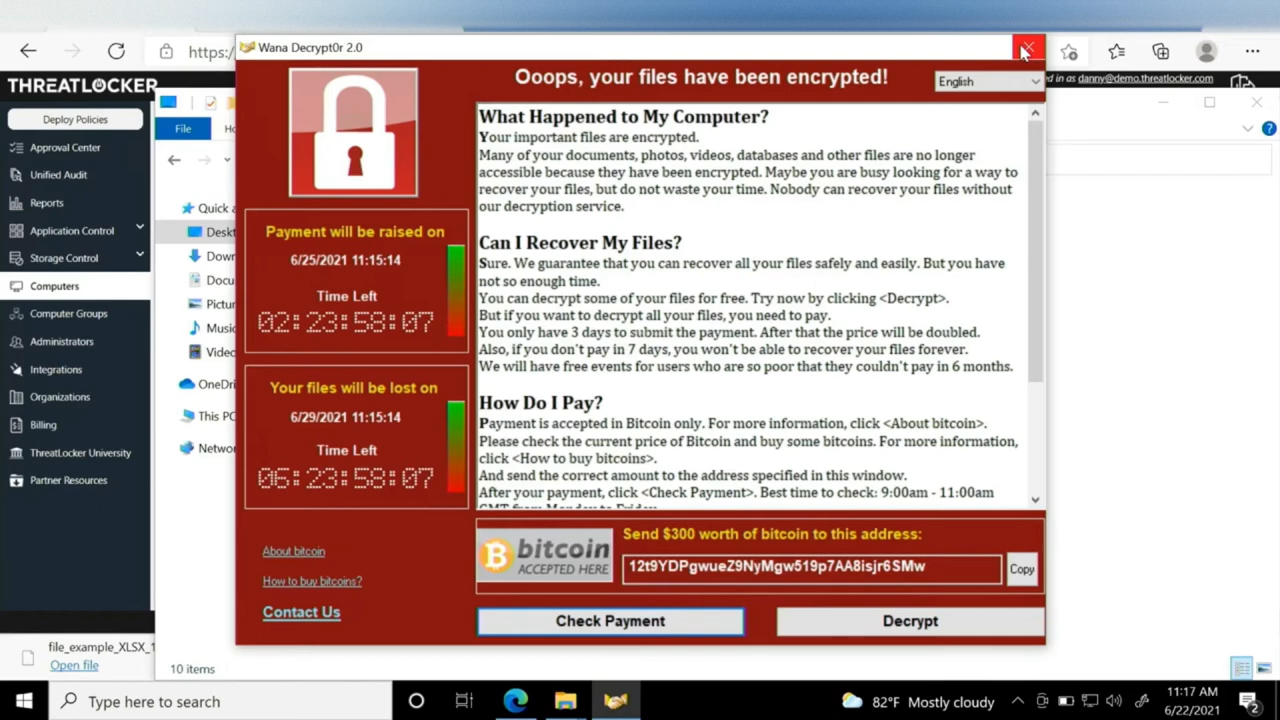 Wana Decrypt0r 2.0
https:/
ed in as danny@demo.threatlocker.com
THREATLOCKER
Deploy Policies
Approval Center
Unified Audit
Reports
Application Control
Storage Control
Computers
Computer Groups
Administrators
Integrations
Organizations
Billing
ThreatLocker University
Partner Resources
File
Ho
Quick a
Deskt
Down
Docu
Pictur
Music
Video
OneDri
This PC
Networ
Ooops, your files have been encrypted!
English
Payment will be raised on
6/25/2021 11:15:14
Time Left
02:23:58:07
Your files will be lost on
6/29/2021 11:15:14
Time Left
06:23:58:07
About bitcoin
How to buy bitcoins?
Contact Us
What Happened to My Computer?
Your important files are encrypted.
Many of your documents, photos, videos, databases and other files are no longer
accessible because they have been encrypted. Maybe you are busy looking for a way to
recover your files, but do not waste your time. Nobody can recover your files without
our decryption service.
Can I Recover My Files?
Sure. We guarantee that you can recover all your files safely and easily. But you have
not so enough time.
You can decrypt some of your files for free. Try now by clicking <Decrypt>.
But if you want to decrypt all your files, you need to pay.
You only have 3 days to submit the payment. After that the price will be doubled.
Also, if you don't pay in 7 days, you won't be able to recover your files forever.
We will have free events for users who are so poor that they couldn't pay in 6 months.
How Do I Pay?
Payment is accepted in Bitcoin only. For more information, click <About bitcoin>.
Please check the current price of Bitcoin and buy some bitcoins. For more information,
click <How to buy bitcoins>.
And send the correct amount to the address specified in this window.
After your payment, click <Check Payment>. Best time to check: 9:00am - 11:00am
GMT from Monday to Friday.
bitcoin
ACCEPTED HERE
Send $300 worth of bitcoin to this address:
12t9YDPgwueZ9NyMgw519p7AA8isjr6SMw
Copy
Check Payment
Decrypt
file_example_XLSX_1
Open file
10 items
Type here to search
82°F Mostly cloudy
11:17 AM
6/22/2021
2